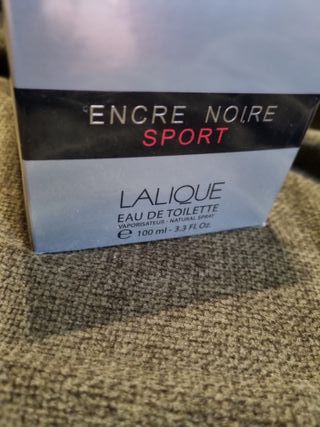 ENCRE NOIRE
SPORT
LALIQUE
EAU DE TOILETTE
VAPORISATEUR - NATURAL SPRAY
℮ 100 ml - 3.3 Fl. Oz.